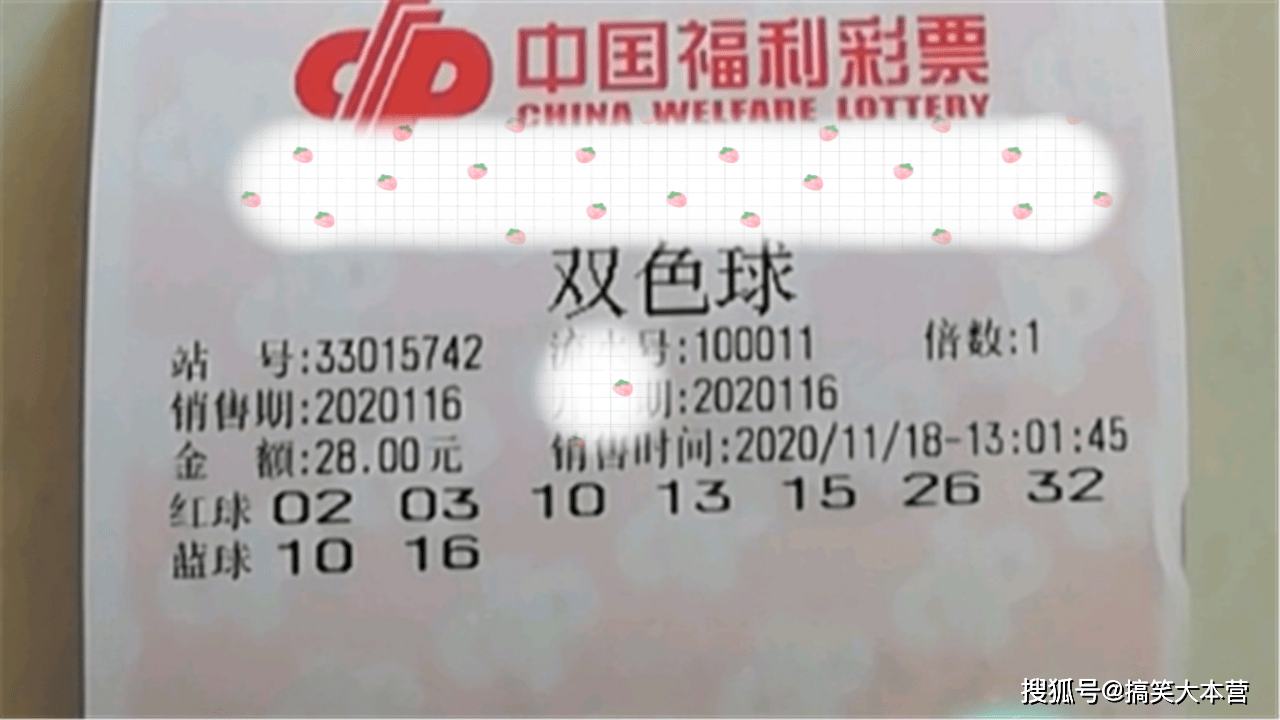 中国福利彩票
CHINA WELFARE LOTTERY
双色球
站 号:33015742 号:100011 倍数:1
销售期:2020116 期:2020116
金 額:28.00元 销售时间:2020/11/18-13:01:45
红球 02 03 10 13 15 26 32
蓝球 10 16
搜狐号@搞笑大本营